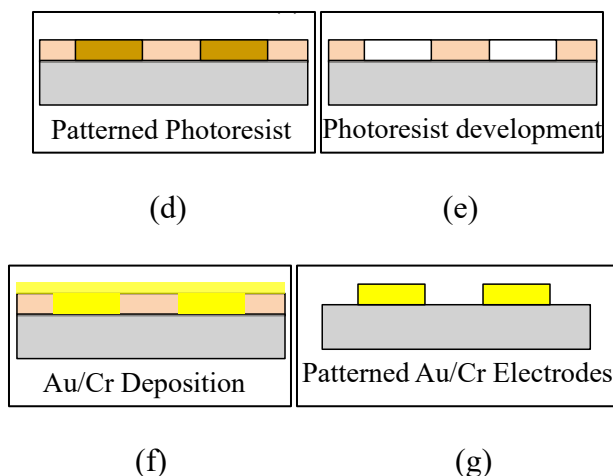 Patterned Photoresist
Photoresist development
(d)
(e)
Au/Cr Deposition
Patterned Au/Cr Electrodes
(f)
(g)